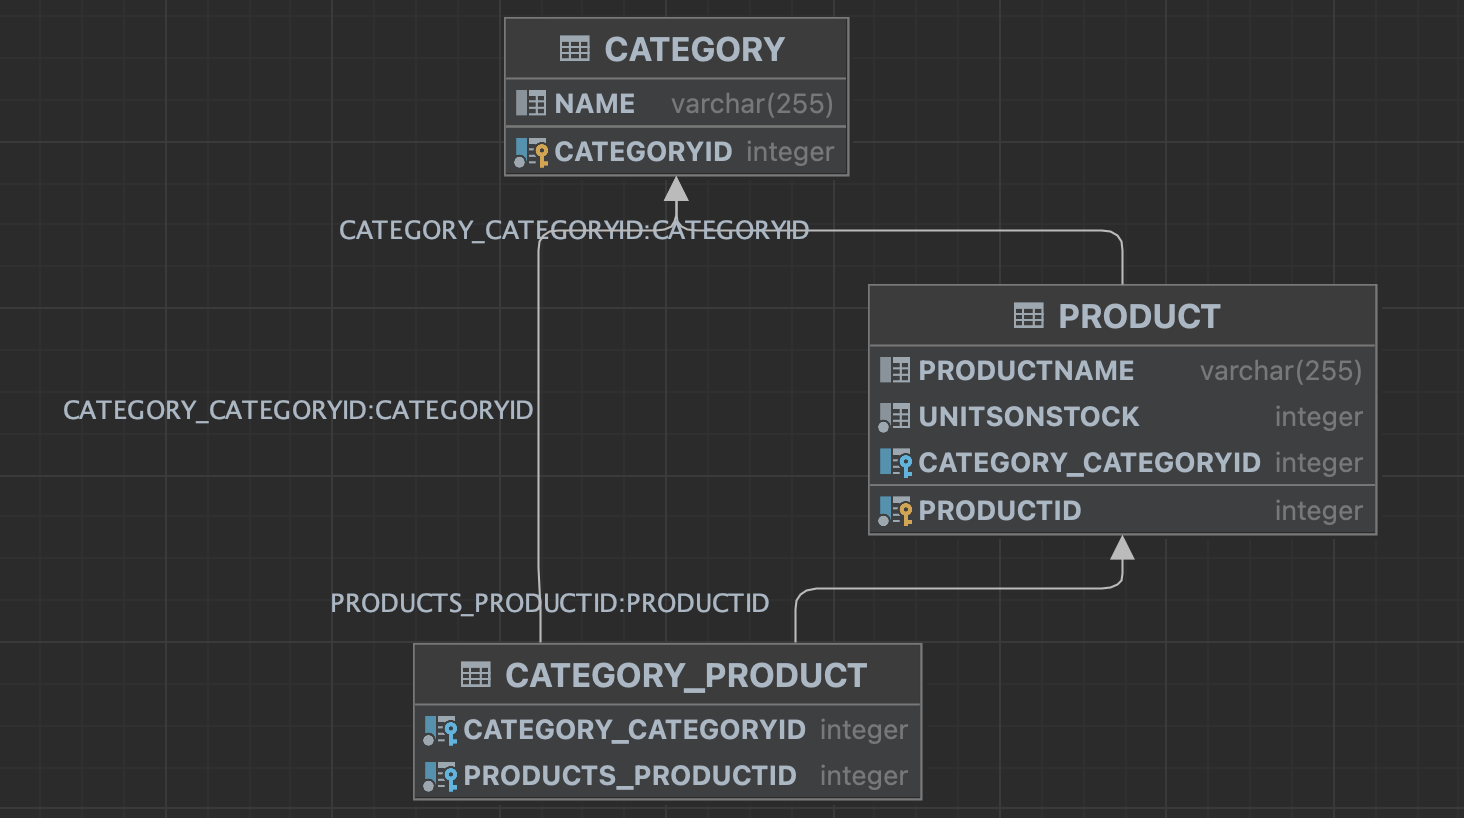 CATEGORY
NAME varchar(255)
CATEGORYID integer
CATEGORY_CATEGORYID:CATEGORYID
PRODUCT
PRODUCTNAME varchar(255)
UNITSONSTOCK integer
CATEGORY_CATEGORYID integer
PRODUCTID integer
CATEGORY_CATEGORYID:CATEGORYID
PRODUCTS_PRODUCTID:PRODUCTID
CATEGORY_PRODUCT
CATEGORY_CATEGORYID integer
PRODUCTS_PRODUCTID integer